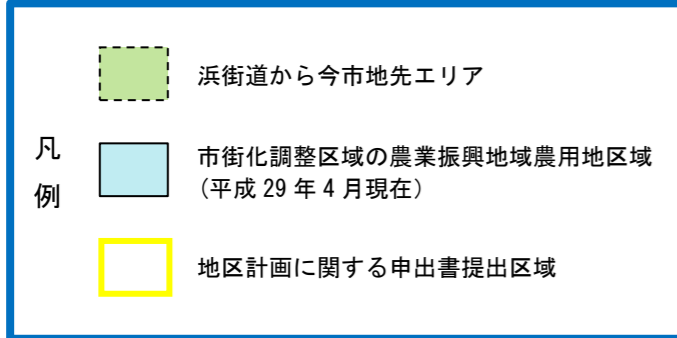 凡例
浜街道から今市地先エリア
市街化調整区域の農業振興地域農用地区域
（平成 29 年 4 月現在）
地区計画に関する申出書提出区域